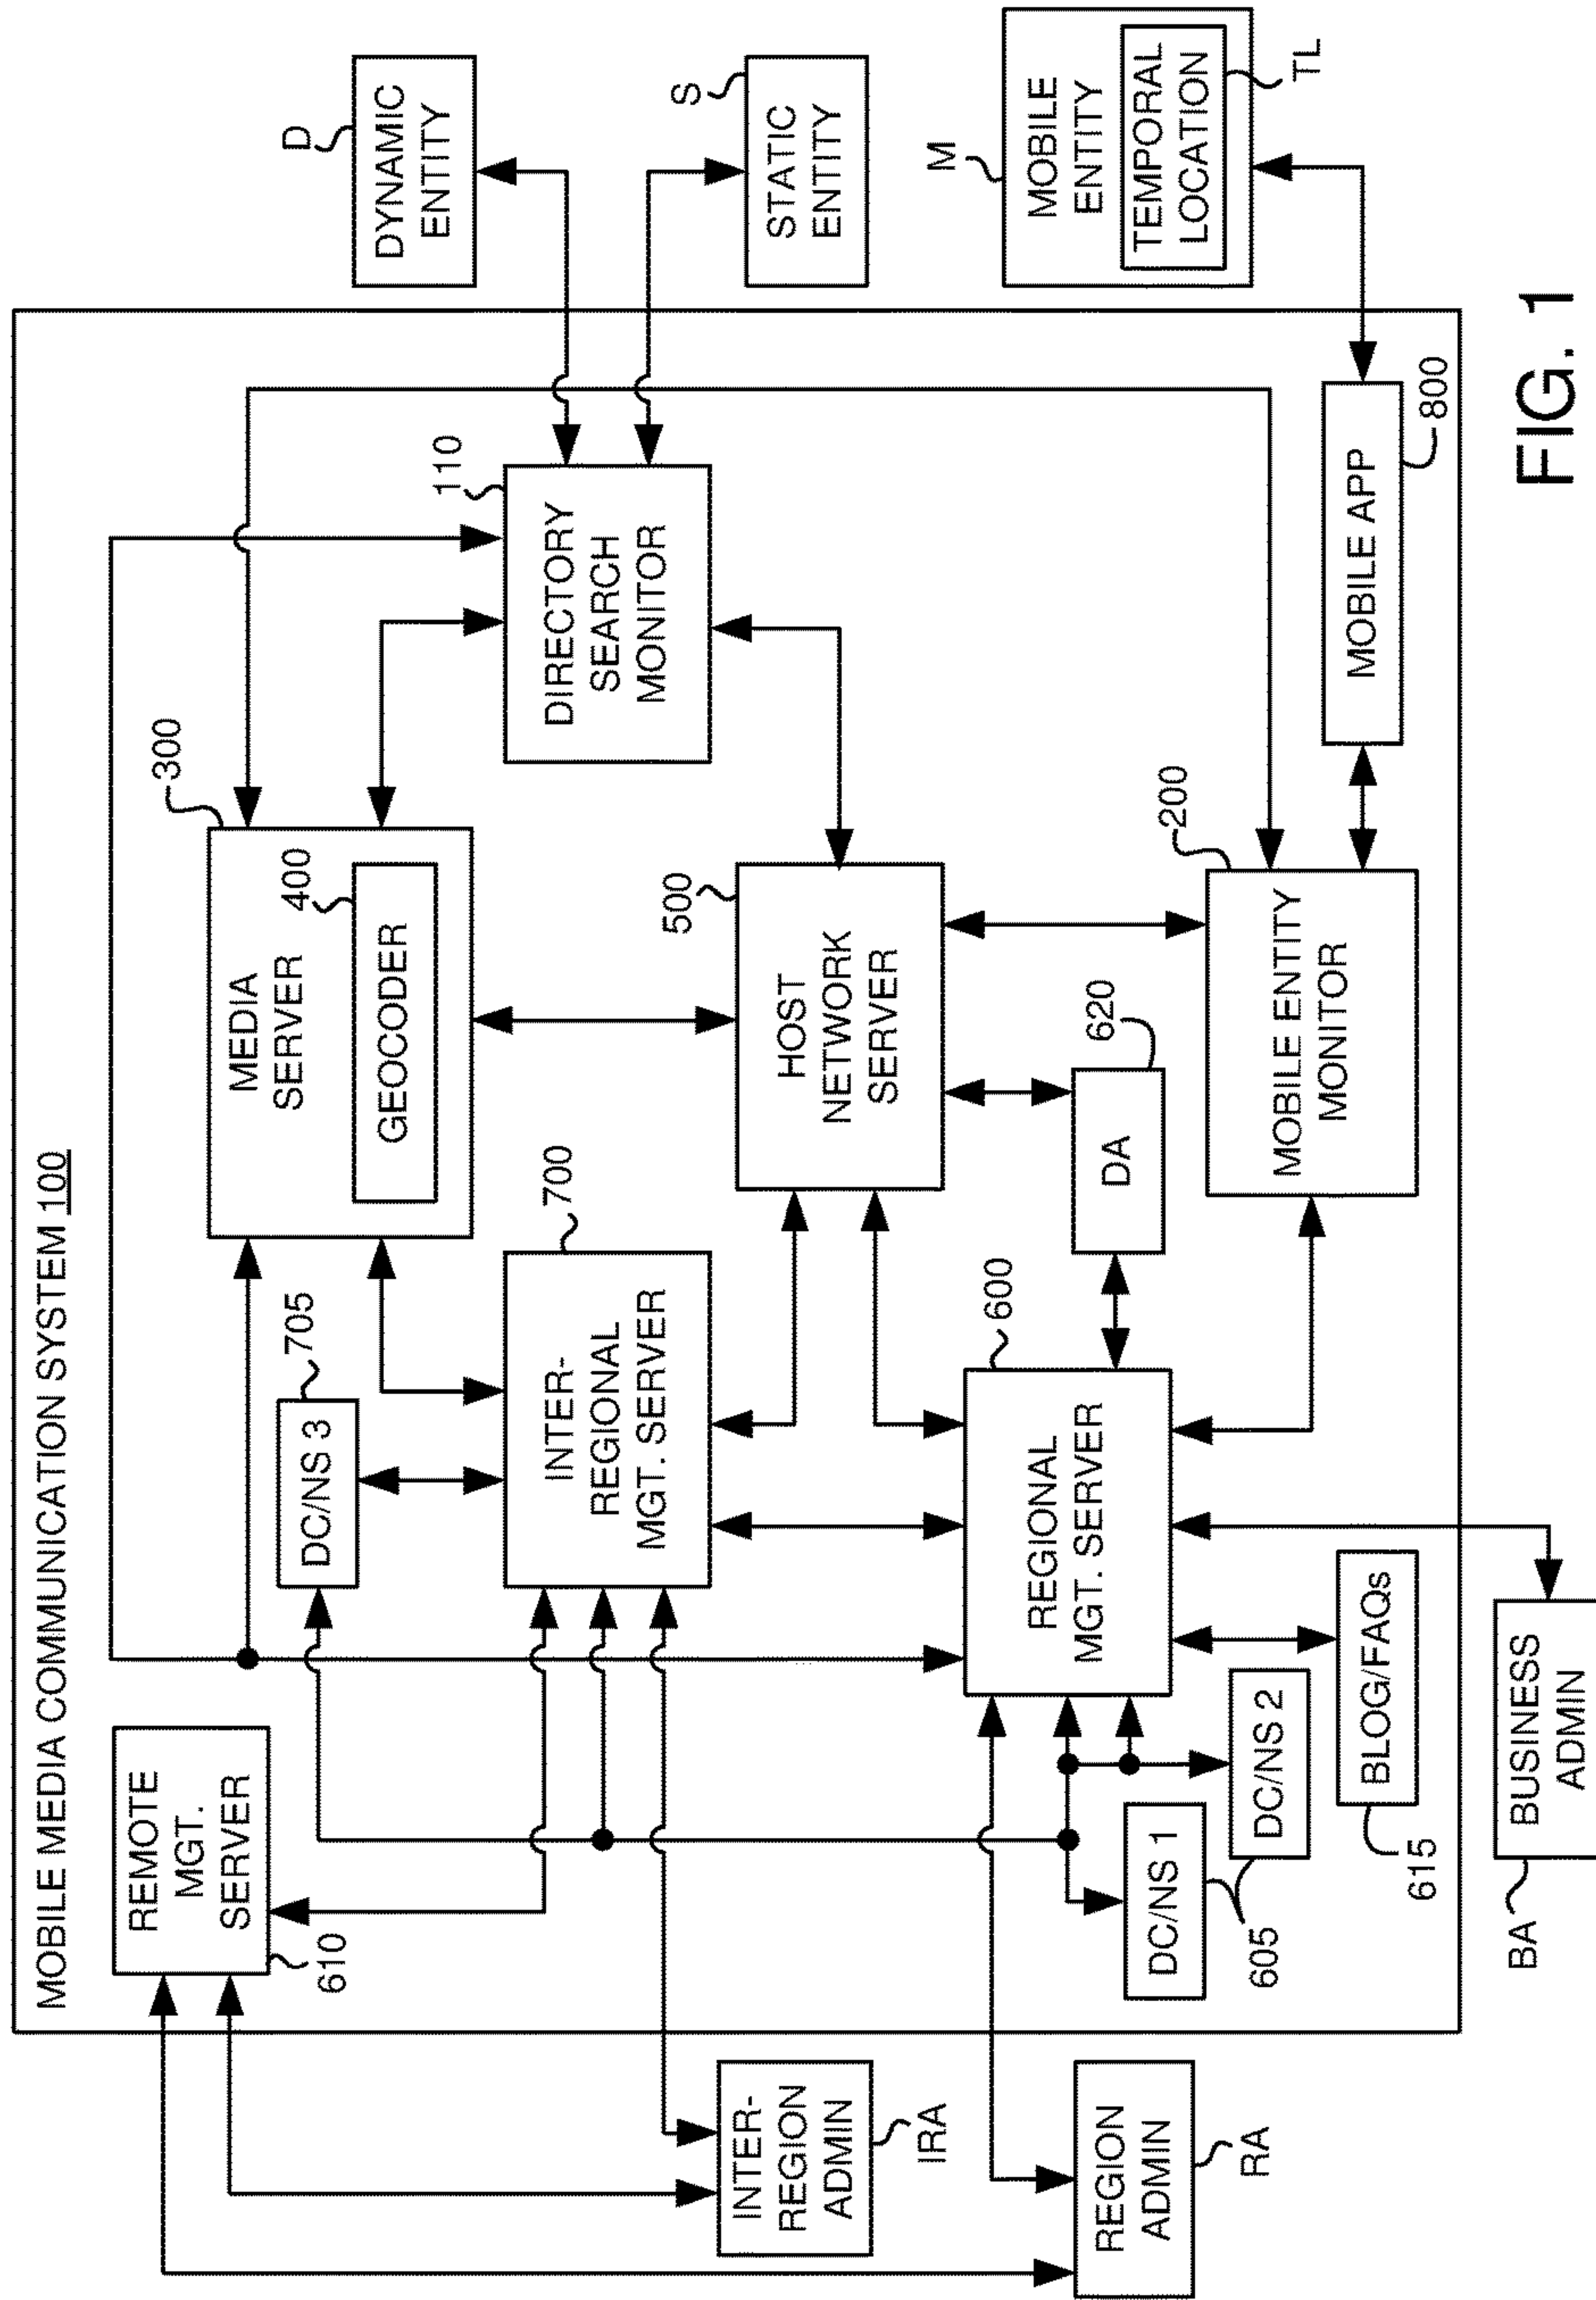 MOBILE MEDIA COMMUNICATION SYSTEM 100
REMOTE
MGT.
SERVER
610
INTER-
REGION
ADMIN
IRA
REGION
ADMIN
RA
DC/NS 3
705
INTER-
REGIONAL
MGT. SERVER
700
MEDIA
SERVER
300
GEOCODER
400
DIRECTORY
SEARCH
MONITOR
110
DYNAMIC
ENTITY
D
STATIC
ENTITY
S
MOBILE
ENTITY
M
TEMPORAL
LOCATION
TL
HOST
NETWORK
SERVER
500
REGIONAL
MGT. SERVER
600
DA
620
MOBILE ENTITY
MONITOR
200
MOBILE APP
800
DC/NS 1
DC/NS 2
605
BLOG/FAQs
615
BUSINESS
ADMIN
BA
FIG. 1